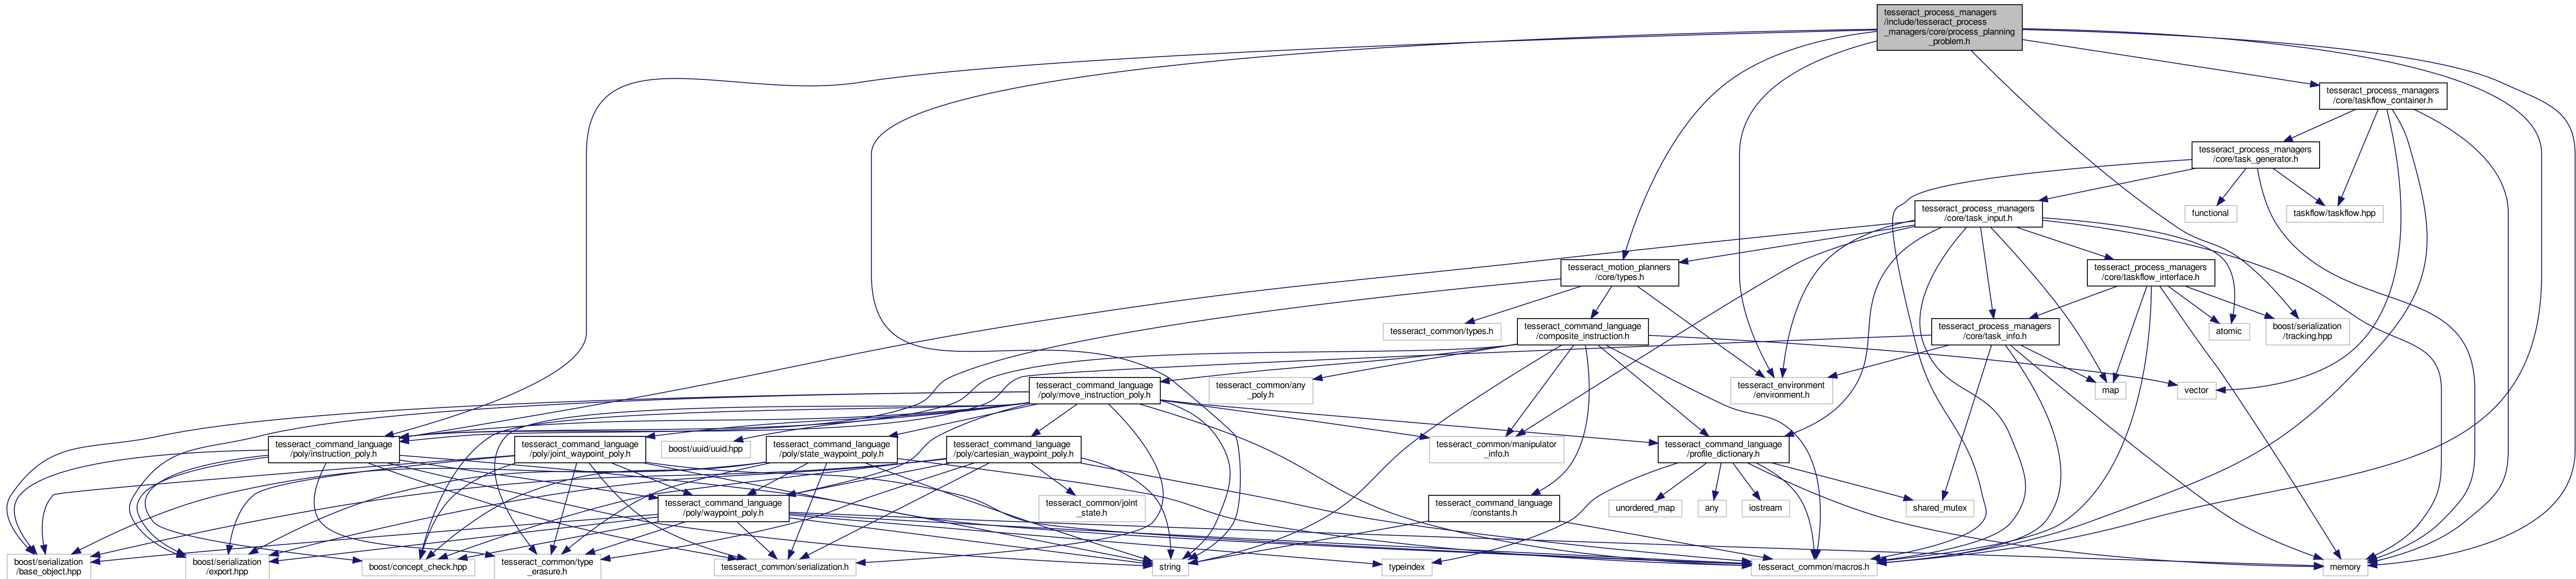 tesseract_process_managers
/include/tesseract_process
_managers/core/process_planning
_problem.h
tesseract_process_managers
/core/taskflow_container.h
tesseract_process_managers
/core/task_generator.h
tesseract_process_managers
/core/task_input.h
functional
taskflow/taskflow.hpp
tesseract_motion_planners
/core/types.h
tesseract_process_managers
/core/taskflow_interface.h
tesseract_common/types.h
tesseract_command_language
/composite_instruction.h
tesseract_process_managers
/core/task_info.h
atomic
boost/serialization
/tracking.hpp
tesseract_command_language
/poly/move_instruction_poly.h
tesseract_common/any
_poly.h
tesseract_environment
/environment.h
map
vector
tesseract_command_language
/poly/instruction_poly.h
tesseract_command_language
/poly/joint_waypoint_poly.h
boost/uuid/uuid.hpp
tesseract_command_language
/poly/state_waypoint_poly.h
tesseract_command_language
/poly/cartesian_waypoint_poly.h
tesseract_common/manipulator
_info.h
tesseract_command_language
/profile_dictionary.h
tesseract_command_language
/poly/waypoint_poly.h
tesseract_common/joint
_state.h
tesseract_command_language
/constants.h
unordered_map
any
iostream
shared_mutex
boost/serialization
/base_object.hpp
boost/serialization
/export.hpp
boost/concept_check.hpp
tesseract_common/type
_erasure.h
tesseract_common/serialization.h
string
typeindex
tesseract_common/macros.h
memory